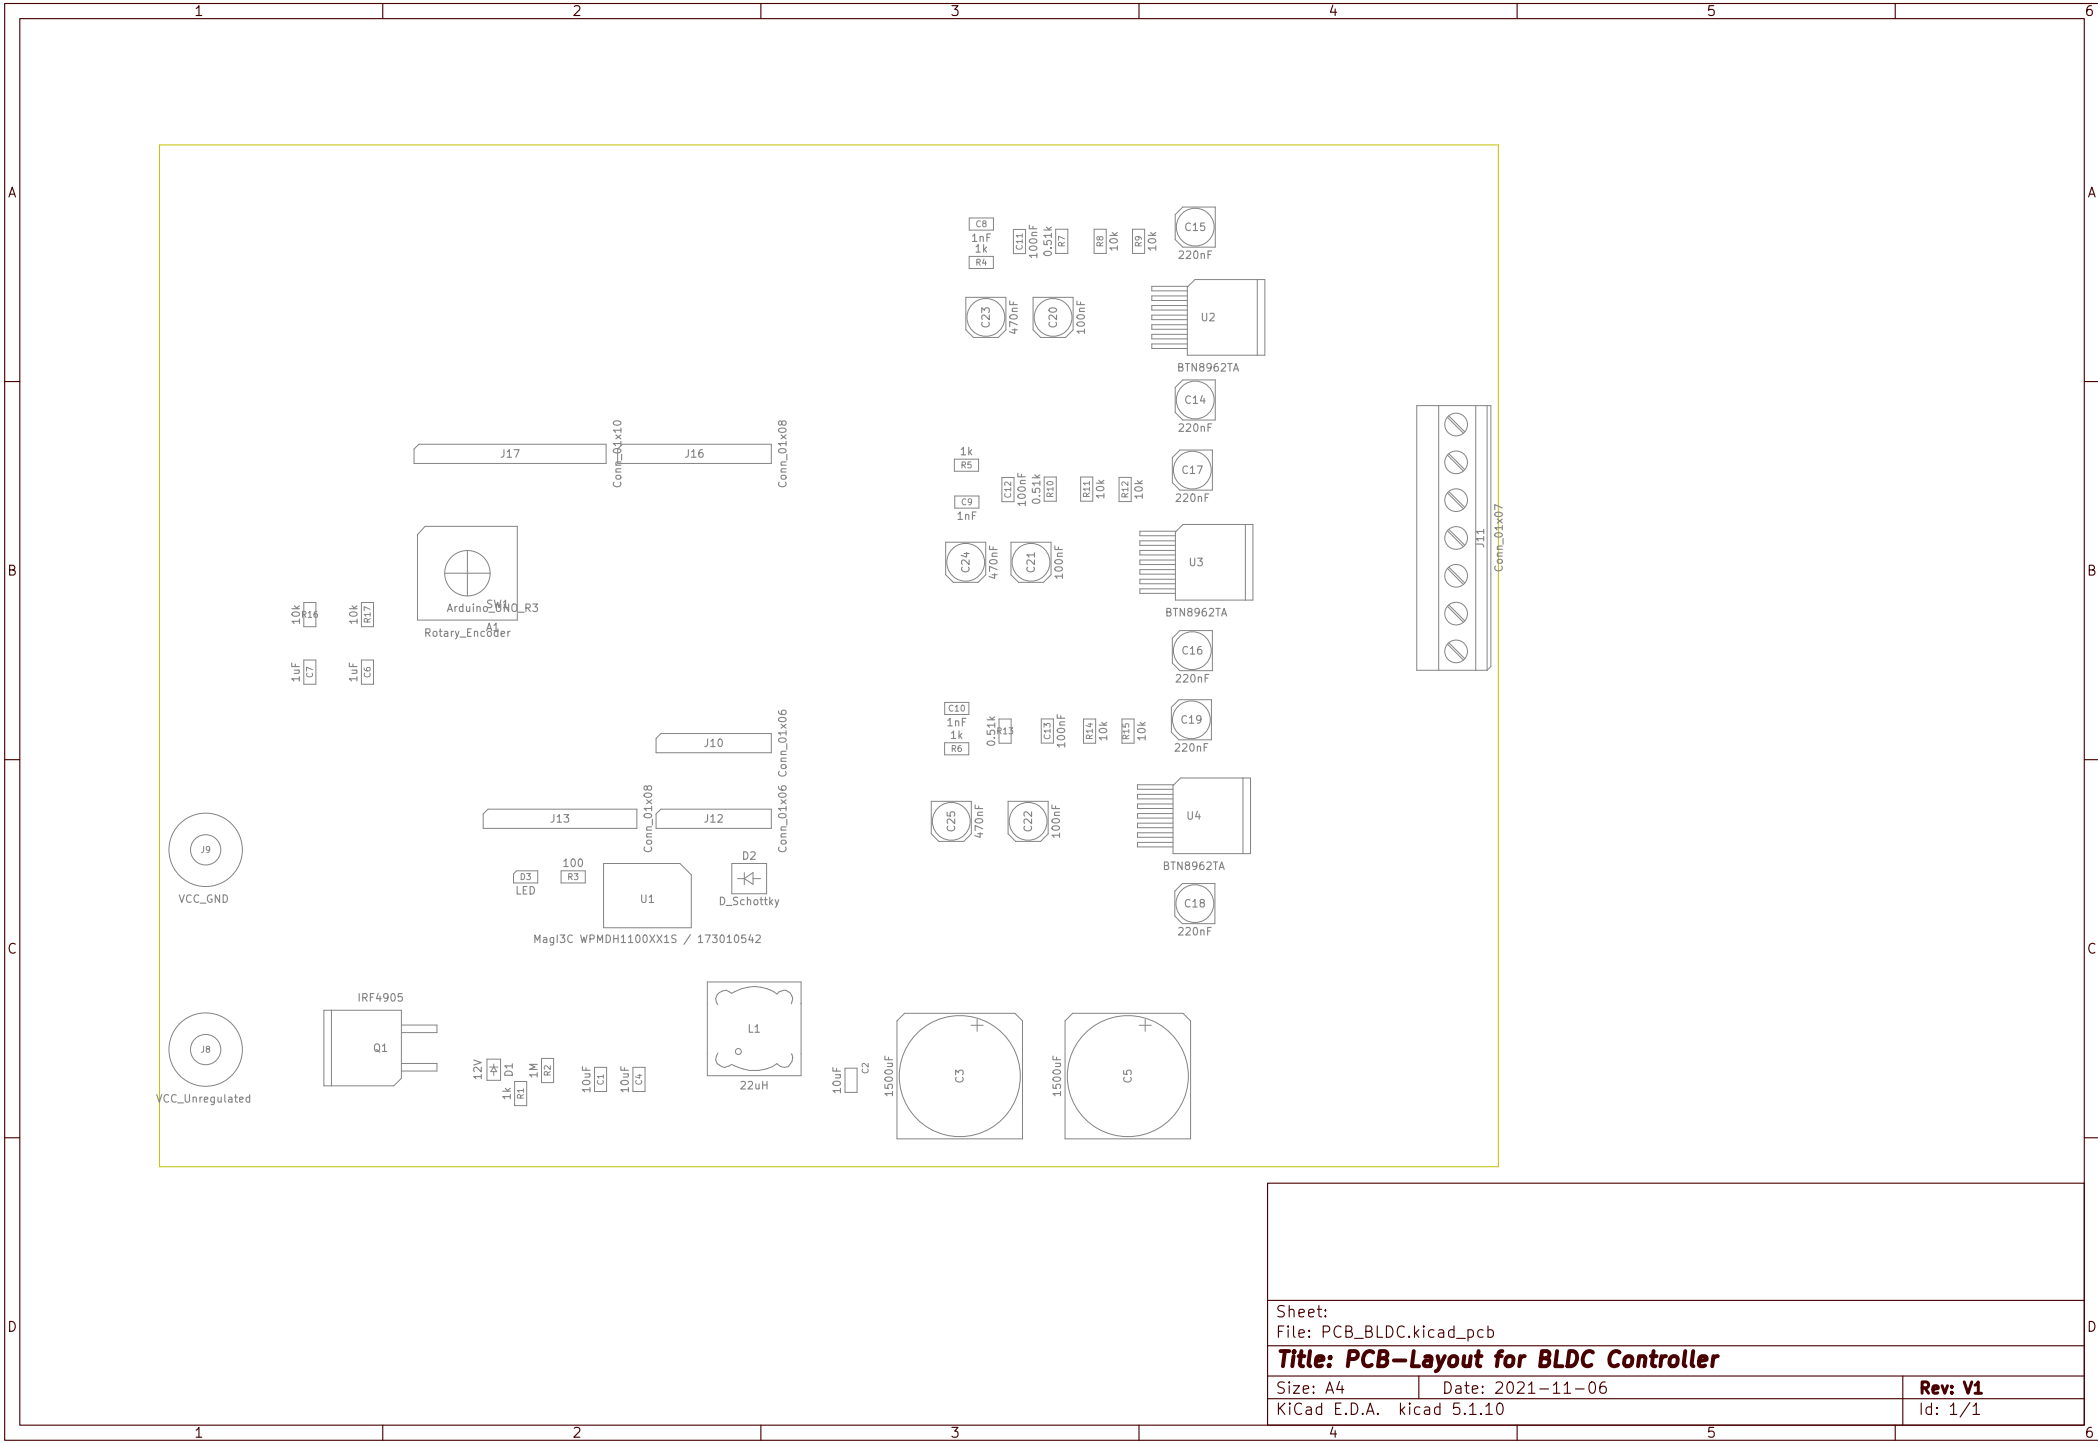 1 2 3 4 5 6
A A
C8
1nF
1k
R4
C11
100nF
0.51k
R7
R8
10k
R9
10k
C15
220nF
C23
470nF
C20
100nF
U2
BTN8962TA
C14
220nF
J17
Conn_01x10
J16
Conn_01x08
1k
R5
C9
1nF
C12
100nF
0.51k
R10
R11
10k
R12
10k
C17
220nF
C24
470nF
C21
100nF
U3
BTN8962TA
J11
Conn_01x07
B B
SW1
Arduino_UNO_R3
A1
Rotary_Encoder
10k
R16
10k
R17
1uF
C7
1uF
C6
C16
220nF
C10
1nF
1k
R6
0.51k
R13
C13
100nF
R14
10k
R15
10k
C19
220nF
J10
Conn_01x06
J13
Conn_01x08
J12
Conn_01x06
C25
470nF
C22
100nF
U4
BTN8962TA
J9
VCC_GND
D3
LED
100
R3
U1
MagI3C WPMDH1100XX1S / 173010542
D2
D_Schottky
C18
220nF
C C
IRF4905
Q1
J8
VCC_Unregulated
12V
D1
1k
R1
1M
R2
10uF
C1
10uF
C4
L1
22uH
10uF
C2
1500uF
C3
1500uF
C5
D D
Sheet:
File: PCB_BLDC.kicad_pcb
Title: PCB-Layout for BLDC Controller
Size: A4 Date: 2021-11-06 Rev: V1
KiCad E.D.A. kicad 5.1.10 Id: 1/1
1 2 3 4 5 6